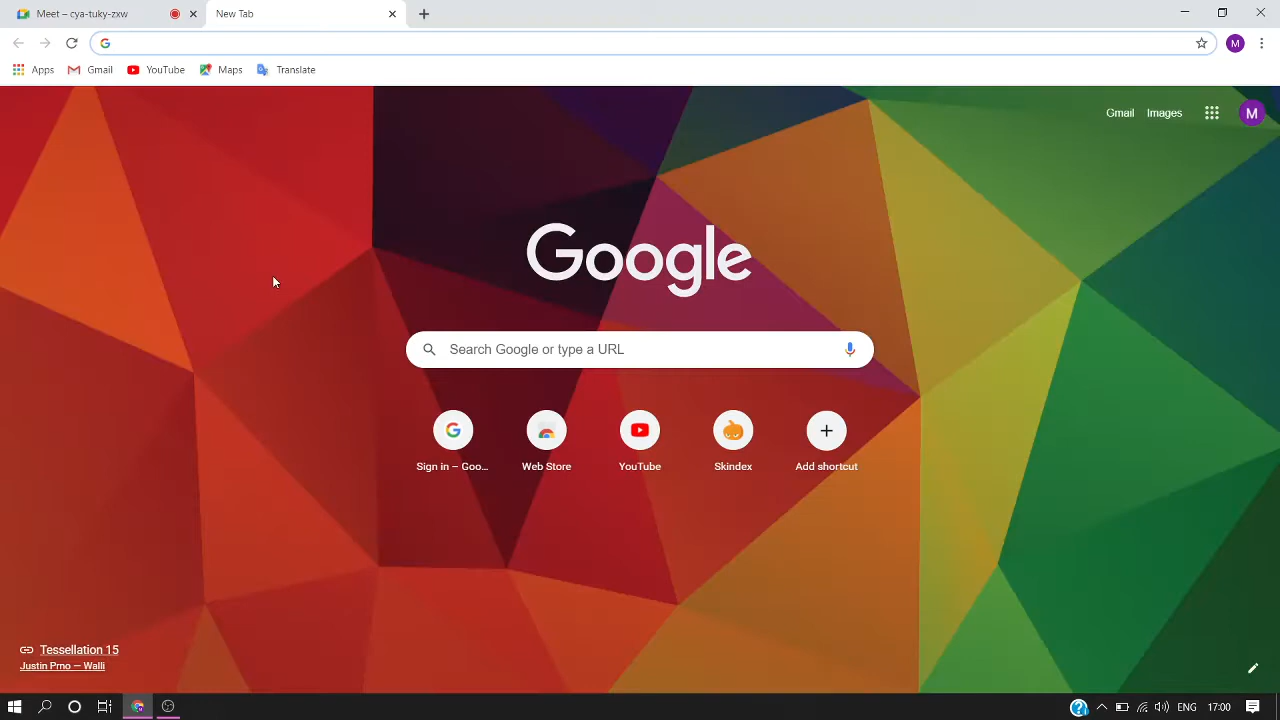 Meet – cya-tuky-zxw
New Tab
Apps
Gmail
YouTube
Maps
Translate
M
Gmail
Images
M
Google
Search Google or type a URL
Sign in – Goo...
Web Store
YouTube
Skindex
Add shortcut
Tessellation 15
Justin Prno — Walli
ENG
17:00